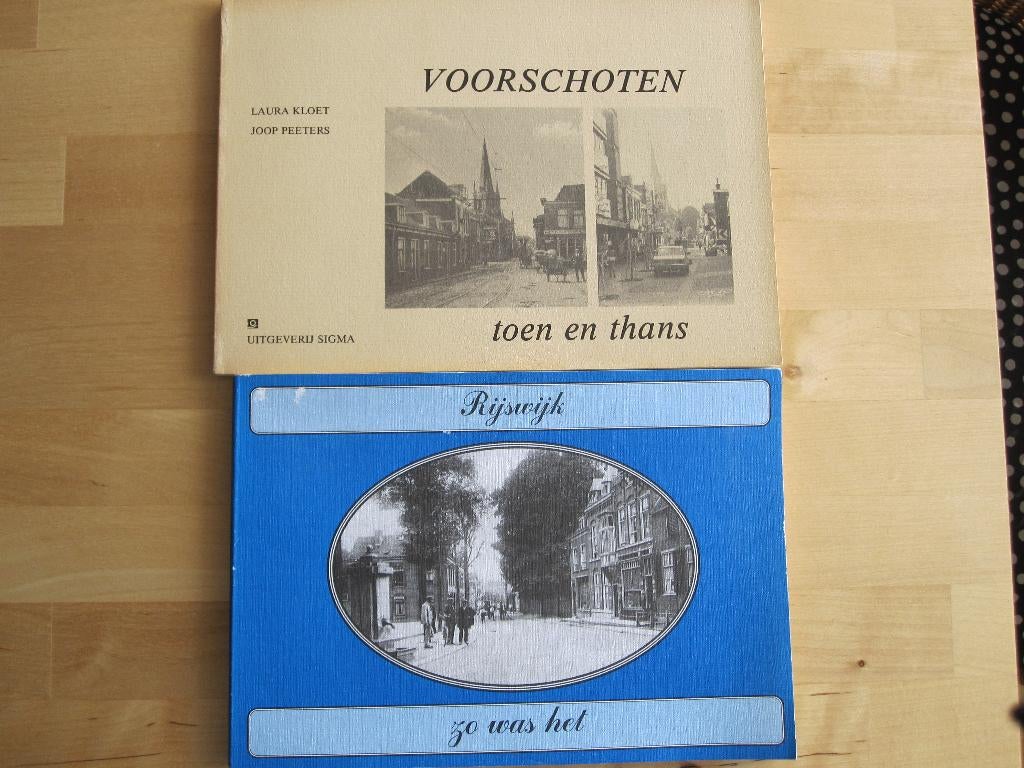 VOORSCHOTEN
LAURA KLOET
JOOP PEETERS
toen en thans
UITGEVERIJ SIGMA
Rijswijk
zo was het